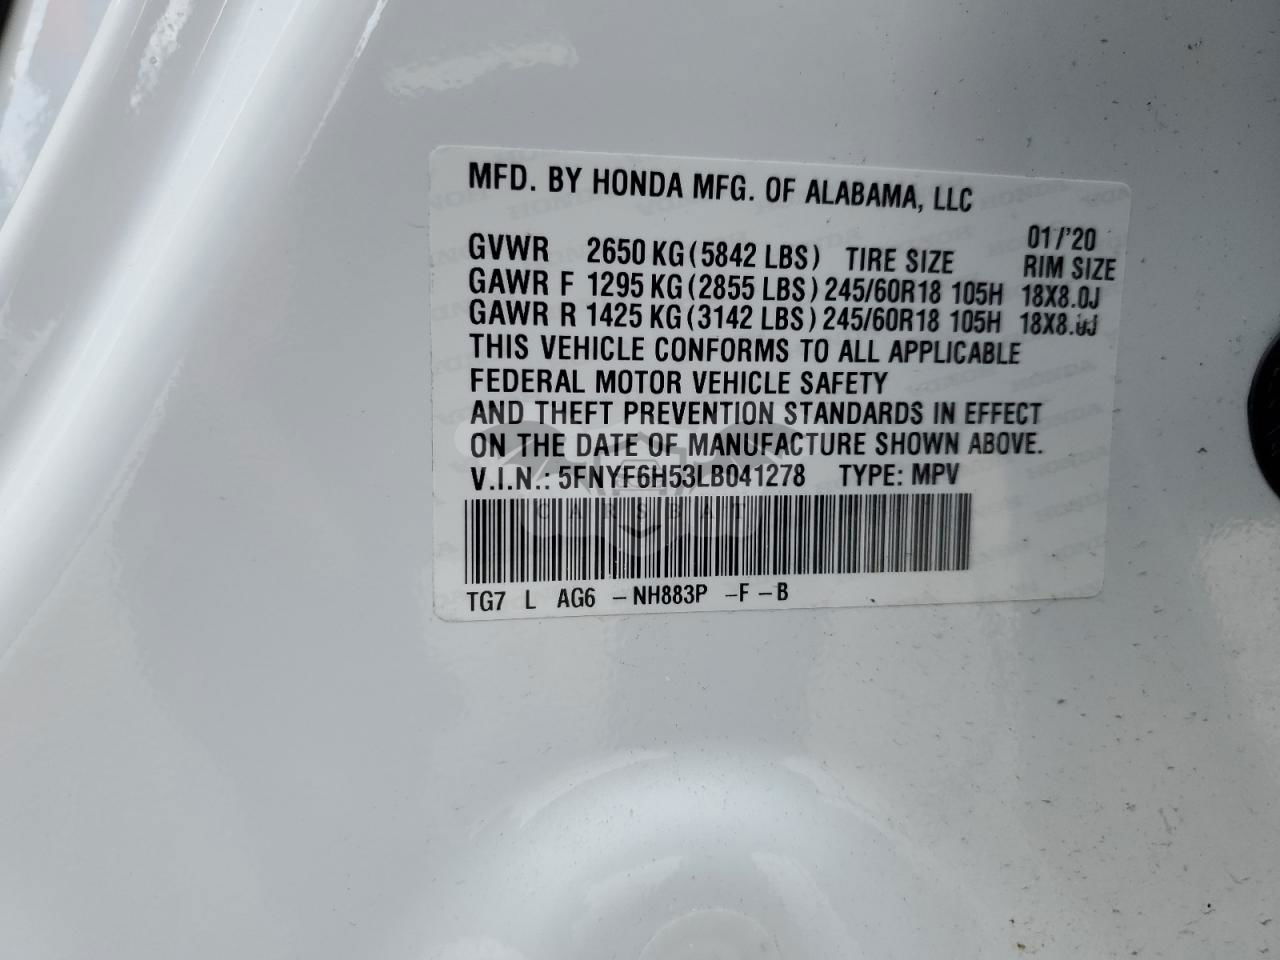 MFD. BY HONDA MFG. OF ALABAMA, LLC
01/'20
GVWR 2650 KG (5842 LBS) TIRE SIZE RIM SIZE
GAWR F 1295 KG (2855 LBS) 245/60R18 105H 18X8.0J
GAWR R 1425 KG (3142 LBS) 245/60R18 105H 18X8.0J
THIS VEHICLE CONFORMS TO ALL APPLICABLE
FEDERAL MOTOR VEHICLE SAFETY
AND THEFT PREVENTION STANDARDS IN EFFECT
ON THE DATE OF MANUFACTURE SHOWN ABOVE.
V.I.N.: 5FNYF6H53LB041278 TYPE: MPV
CARSBAT
TG7 L AG6 -NH883P -F -B